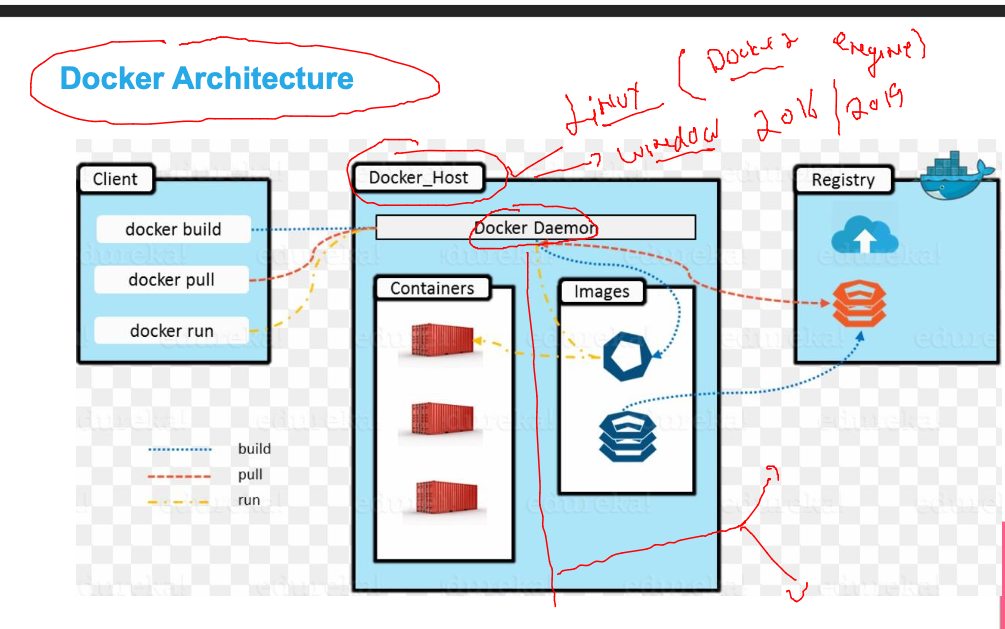 Docker Architecture
Linux (Docker engine)
window 2016 | 2019
Client
docker build
docker pull
docker run
Docker_Host
Docker Daemon
Containers
Images
Registry
build
pull
run
edureka!